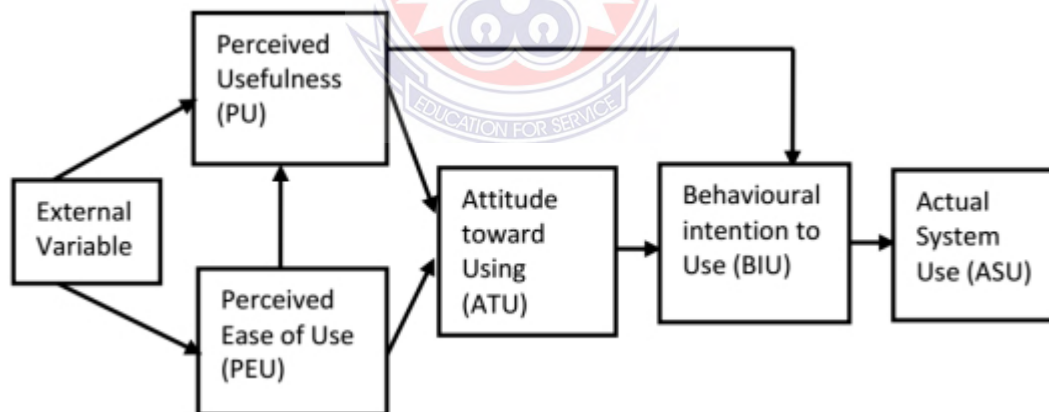 Perceived
Usefulness
(PU)
EDUCATION FOR SERVICE
External
Variable
Perceived
Ease of Use
(PEU)
Attitude
toward
Using
(ATU)
Behavioural
intention to
Use (BIU)
Actual
System
Use (ASU)